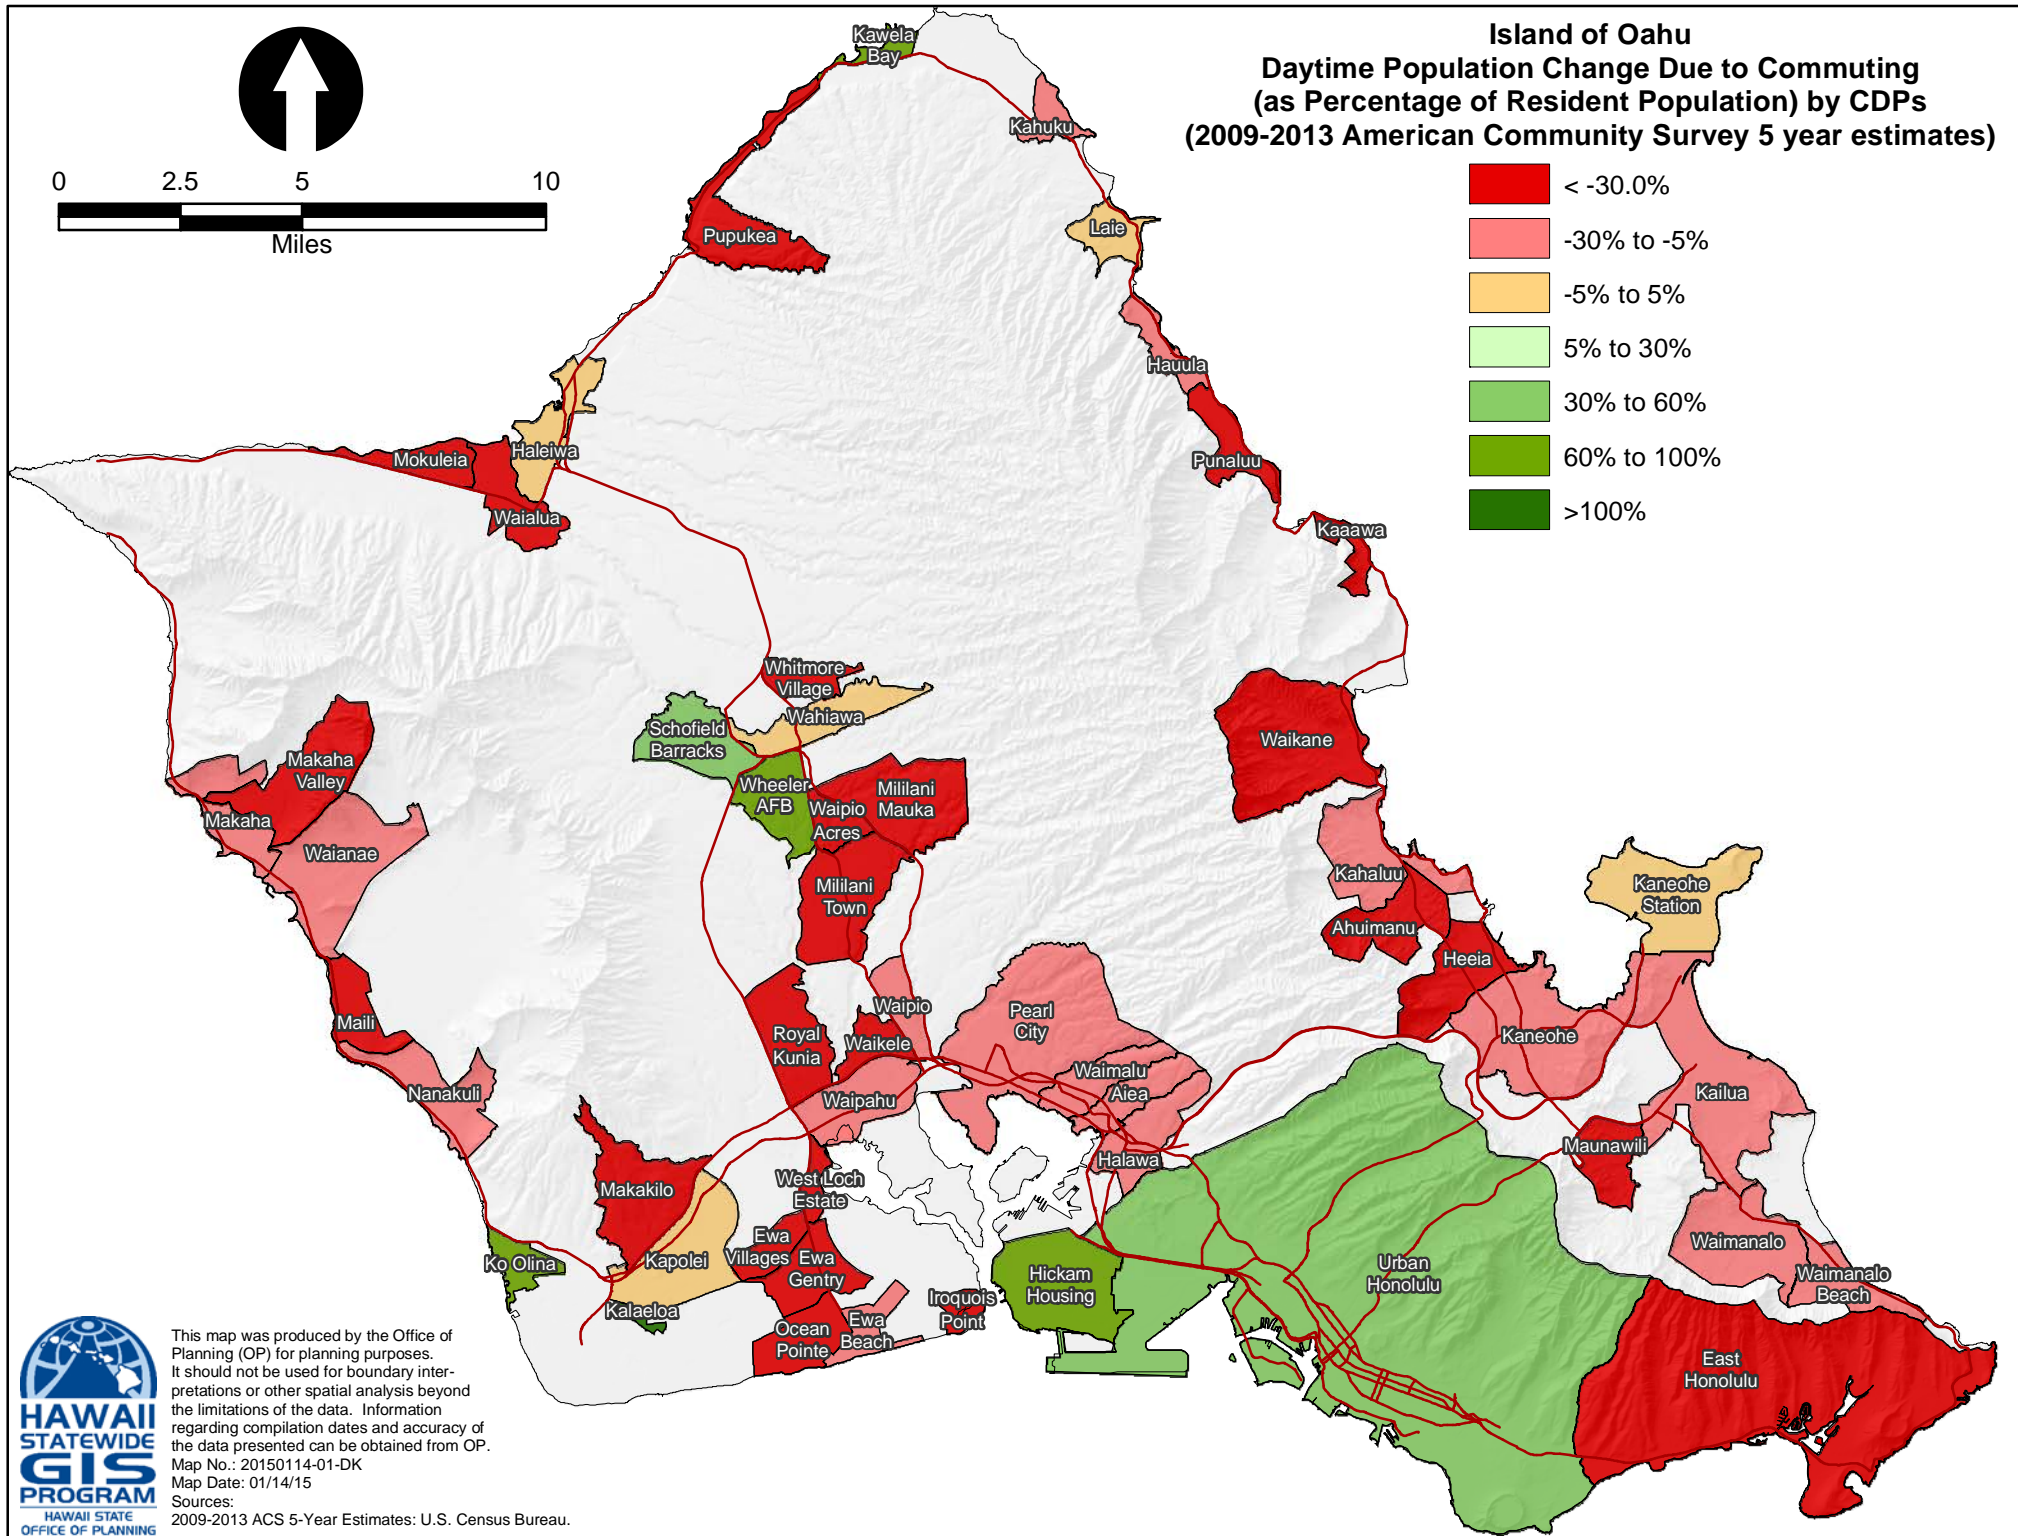 Island of Oahu
Daytime Population Change Due to Commuting
(as Percentage of Resident Population) by CDPs
(2009-2013 American Community Survey 5 year estimates)
< -30.0%
-30% to -5%
-5% to 5%
5% to 30%
30% to 60%
60% to 100%
>100%
0 2.5 5 10
Miles
Kawela
Bay
Kahuku
Pupukea
Laie
Hauula
Haleiwa
Mokuleia
Punaluu
Waialua
Kaaawa
Whitmore
Village
Wahiawa
Schofield
Barracks
Waikane
Makaha
Valley
Wheeler
AFB
Mililani
Mauka
Waipio
Acres
Makaha
Waianae
Kahaluu
Mililani
Town
Kaneohe
Station
Ahuimanu
Heeia
Waipio
Pearl
City
Maili
Royal
Kunia
Waikele
Kaneohe
Waimalu
Nanakuli
Waipahu
Aiea
Kailua
Maunawili
Halawa
Makakilo
West Loch
Estate
Ewa
Villages
Ewa
Gentry
Waimanalo
Ko Olina
Kapolei
Urban
Honolulu
Hickam
Housing
Waimanalo
Beach
Iroquois
Point
Kalaeloa
Ocean
Pointe
Ewa
Beach
East
Honolulu
This map was produced by the Office of
Planning (OP) for planning purposes.
It should not be used for boundary inter-
pretations or other spatial analysis beyond
the limitations of the data. Information
regarding compilation dates and accuracy of
the data presented can be obtained from OP.
Map No.: 20150114-01-DK
Map Date: 01/14/15
Sources:
2009-2013 ACS 5-Year Estimates: U.S. Census Bureau.
HAWAII
STATEWIDE
GIS
PROGRAM
HAWAII STATE
OFFICE OF PLANNING